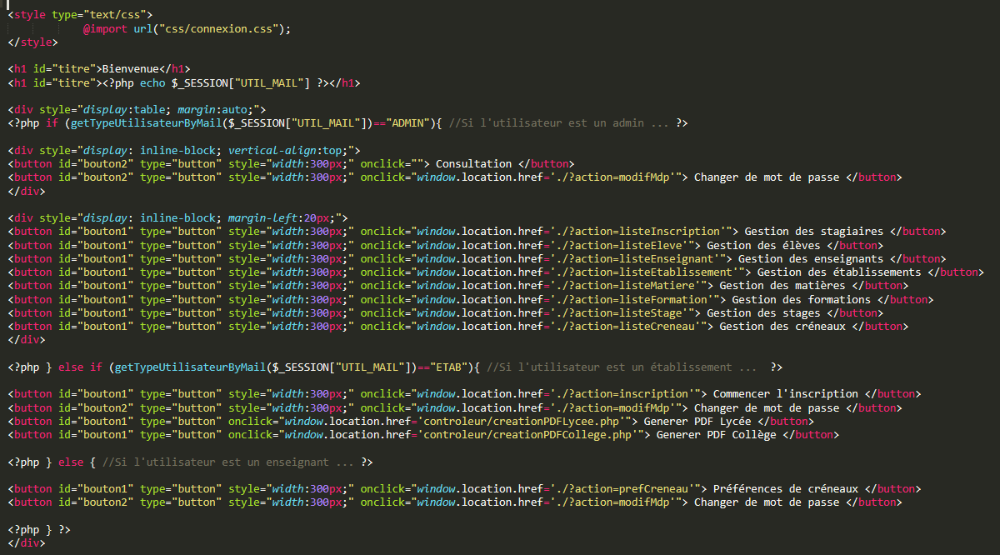 <style type="text/css">
@import url("css/connexion.css");
</style>
<h1 id="titre">Bienvenue</h1>
<h1 id="titre"><?php echo $_SESSION["UTIL_MAIL"] ?></h1>
<div style="display:table; margin:auto;">
<?php if (getTypeUtilisateurByMail($_SESSION["UTIL_MAIL"])=="ADMIN"){ //Si l'utilisateur est un admin ... ?>
<div style="display: inline-block; vertical-align:top;">
<button id="bouton2" type="button" style="width:300px;" onclick=""> Consultation </button>
<button id="bouton2" type="button" style="width:300px;" onclick="window.location.href='./?action=modifMdp'"> Changer de mot de passe </button>
</div>
<div style="display: inline-block; margin-left:20px;">
<button id="bouton1" type="button" style="width:300px;" onclick="window.location.href='./?action=listeInscription'"> Gestion des stagiaires </button>
<button id="bouton1" type="button" style="width:300px;" onclick="window.location.href='./?action=listeEleve'"> Gestion des élèves </button>
<button id="bouton1" type="button" style="width:300px;" onclick="window.location.href='./?action=listeEnseignant'"> Gestion des enseignants </button>
<button id="bouton1" type="button" style="width:300px;" onclick="window.location.href='./?action=listeEtablissement'"> Gestion des établissements </button>
<button id="bouton1" type="button" style="width:300px;" onclick="window.location.href='./?action=listeMatiere'"> Gestion des matières </button>
<button id="bouton1" type="button" style="width:300px;" onclick="window.location.href='./?action=listeFormation'"> Gestion des formations </button>
<button id="bouton1" type="button" style="width:300px;" onclick="window.location.href='./?action=listeStage'"> Gestion des stages </button>
<button id="bouton1" type="button" style="width:300px;" onclick="window.location.href='./?action=listeCreneau'"> Gestion des créneaux </button>
</div>
<?php } else if (getTypeUtilisateurByMail($_SESSION["UTIL_MAIL"])=="ETAB"){ //Si l'utilisateur est un établissement ...  ?>
<button id="bouton1" type="button" style="width:300px;" onclick="window.location.href='./?action=inscription'"> Commencer l'inscription </button>
<button id="bouton2" type="button" style="width:300px;" onclick="window.location.href='./?action=modifMdp'"> Changer de mot de passe </button>
<button id="bouton1" type="button" onclick="window.location.href='controleur/creationPDFLycee.php'"> Generer PDF Lycée </button>
<button id="bouton1" type="button" onclick="window.location.href='controleur/creationPDFCollege.php'"> Generer PDF Collège </button>
<?php } else { //Si l'utilisateur est un enseignant ... ?>
<button id="bouton1" type="button" style="width:300px;" onclick="window.location.href='./?action=prefCreneau'"> Préférences de créneaux </button>
<button id="bouton2" type="button" style="width:300px;" onclick="window.location.href='./?action=modifMdp'"> Changer de mot de passe </button>
<?php } ?>
</div>